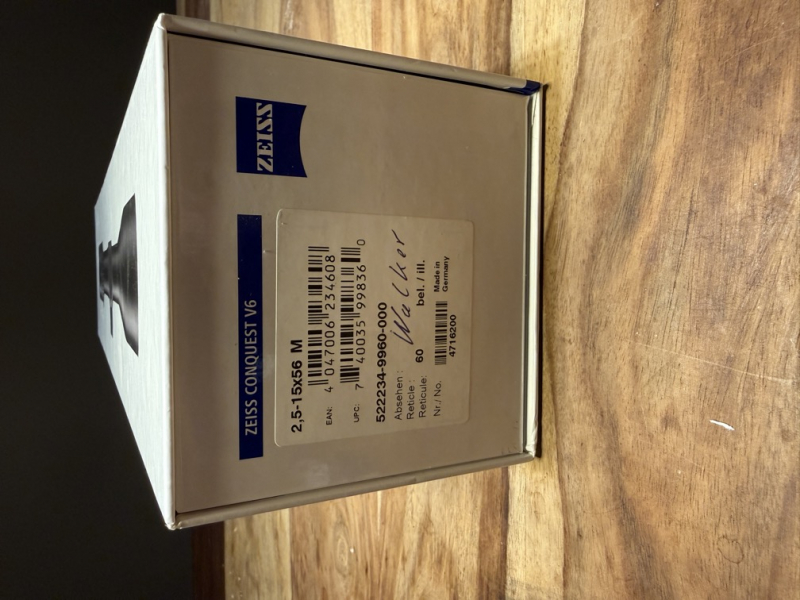 ZEISS
ZEISS CONQUEST V6
2,5-15x56 M
EAN:
4 047006 234608
UPC:
7 40035 99836 0
522234-9960-000
Absehen :
Reticle : 60 bel. / ill.
Reticule:
Walker
Nr./ No. 4716200 Made in
Germany